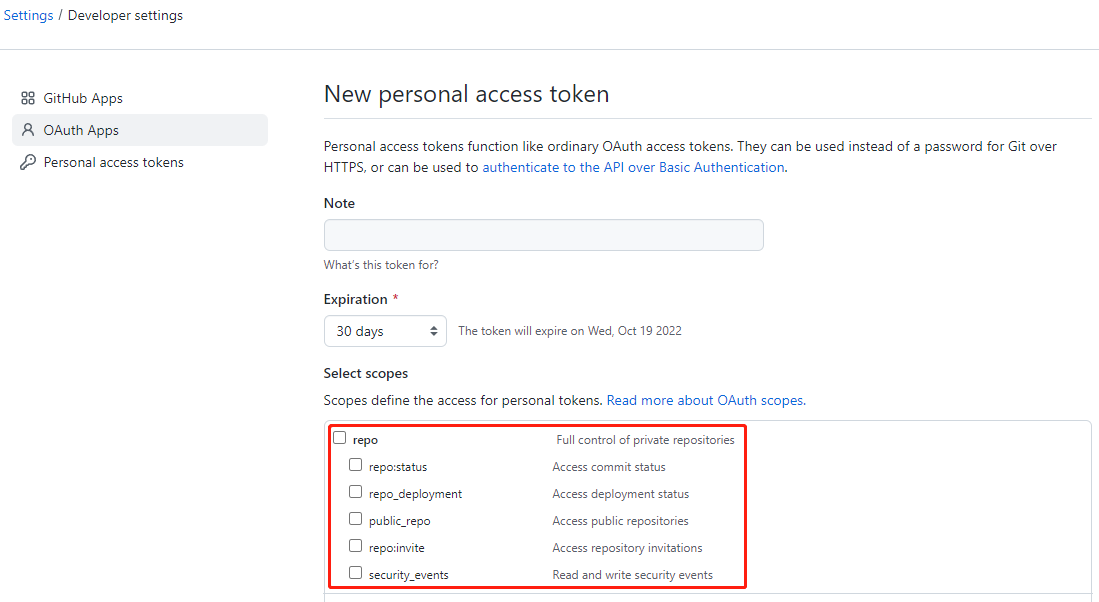 Settings / Developer settings
GitHub Apps
OAuth Apps
Personal access tokens
New personal access token
Personal access tokens function like ordinary OAuth access tokens. They can be used instead of a password for Git over
HTTPS, or can be used to authenticate to the API over Basic Authentication.
Note
What's this token for?
Expiration *
30 days The token will expire on Wed, Oct 19 2022
Select scopes
Scopes define the access for personal tokens. Read more about OAuth scopes.
repo Full control of private repositories
repo:status Access commit status
repo_deployment Access deployment status
public_repo Access public repositories
repo:invite Access repository invitations
security_events Read and write security events